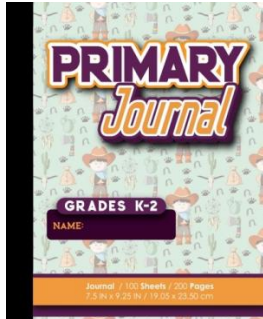 PRIMARY
Journal
GRADES K-2
NAME:
Journal / 100 Sheets / 200 Pages
7.5 IN x 9.25 IN / 19.05 x 23.50 cm